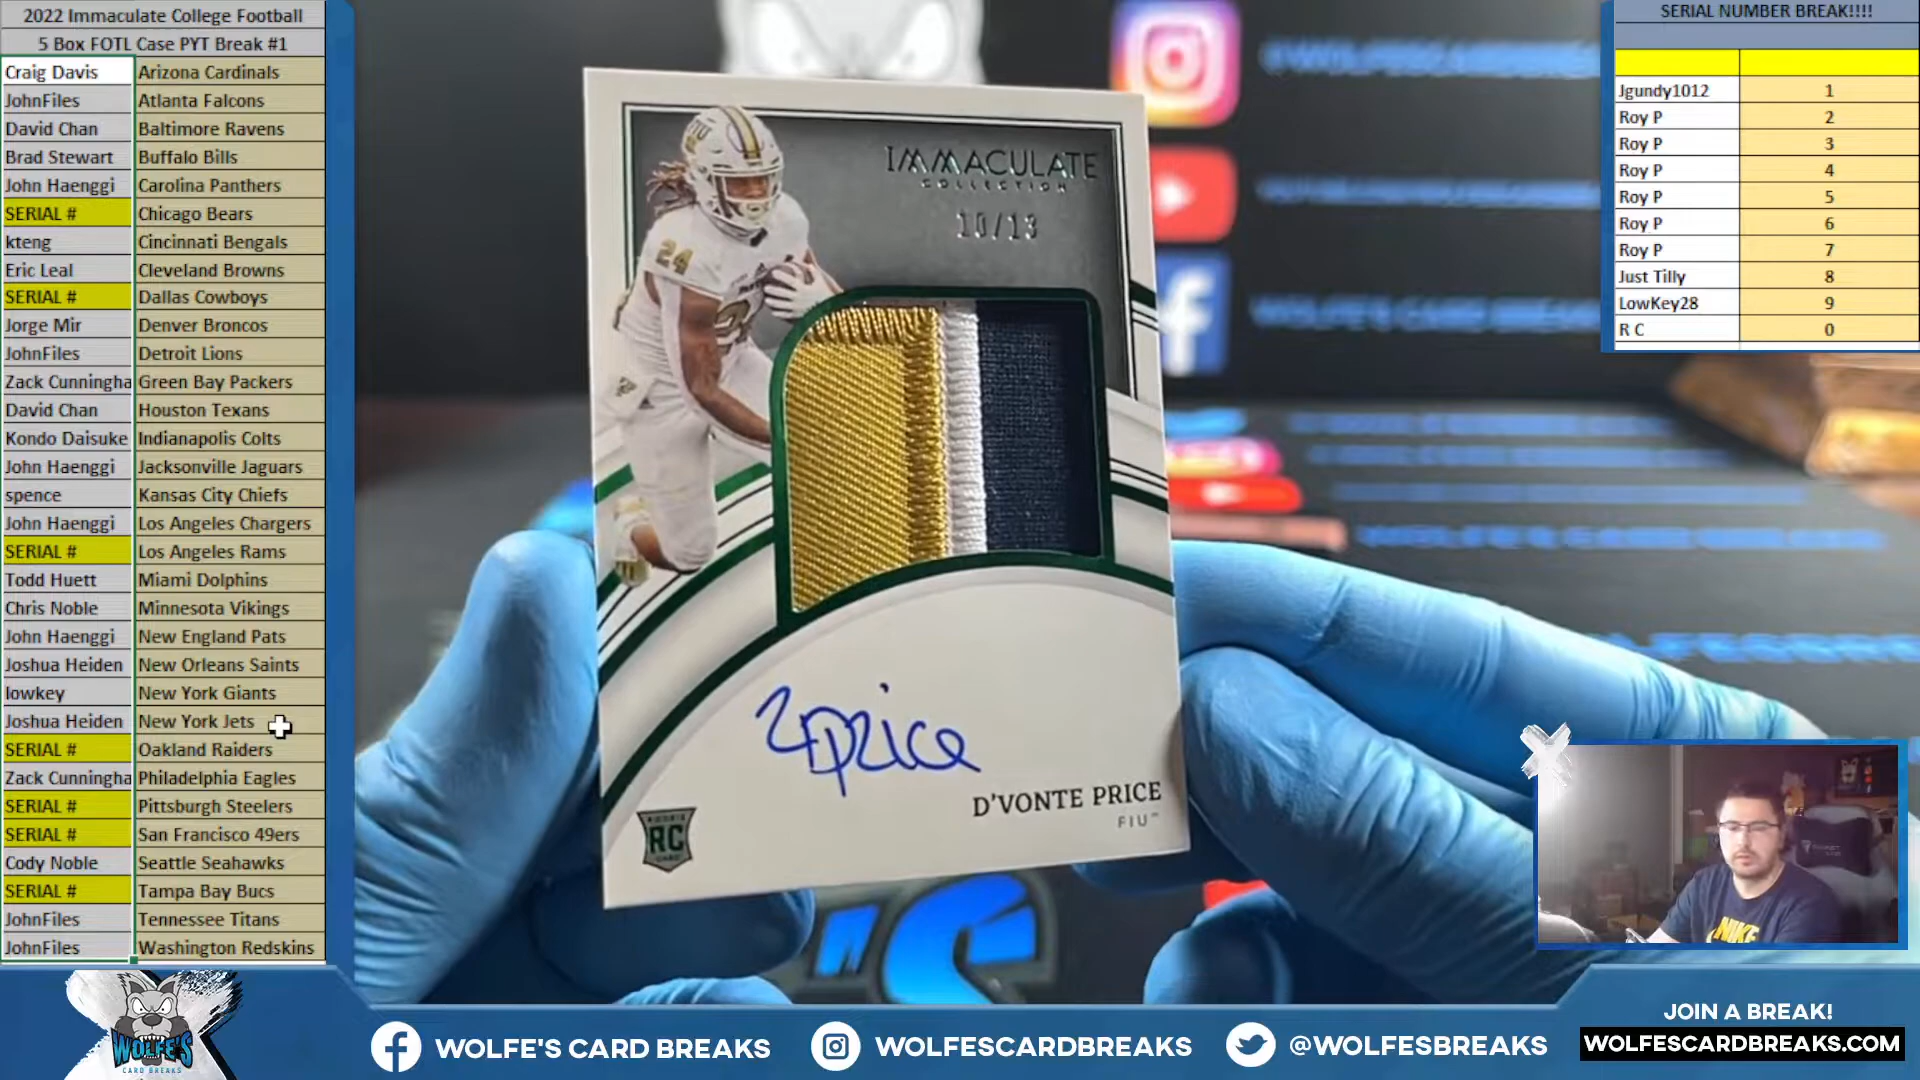 2022 Immaculate College Football
5 Box FOTL Case PYT Break #1
Craig Davis Arizona Cardinals
JohnFiles Atlanta Falcons
David Chan Baltimore Ravens
Brad Stewart Buffalo Bills
John Haenggi Carolina Panthers
SERIAL # Chicago Bears
kteng Cincinnati Bengals
Eric Leal Cleveland Browns
SERIAL # Dallas Cowboys
Jorge Mir Denver Broncos
JohnFiles Detroit Lions
Zack Cunningha Green Bay Packers
David Chan Houston Texans
Kondo Daisuke Indianapolis Colts
John Haenggi Jacksonville Jaguars
spence Kansas City Chiefs
John Haenggi Los Angeles Chargers
SERIAL # Los Angeles Rams
Todd Huett Miami Dolphins
Chris Noble Minnesota Vikings
John Haenggi New England Pats
Joshua Heiden New Orleans Saints
lowkey New York Giants
Joshua Heiden New York Jets
SERIAL # Oakland Raiders
Zack Cunningha Philadelphia Eagles
SERIAL # Pittsburgh Steelers
SERIAL # San Francisco 49ers
Cody Noble Seattle Seahawks
SERIAL # Tampa Bay Bucs
JohnFiles Tennessee Titans
JohnFiles Washington Redskins
FIU
24
IMMACULATE
COLLECTION
10/13
Price
D'VONTE PRICE
FIU
RC
'S
SERIAL NUMBER BREAK!!!!
Jgundy1012 1
Roy P 2
Roy P 3
Roy P 4
Roy P 5
Roy P 6
Roy P 7
Just Tilly 8
LowKey28 9
R C 0
NIKE
WOLFE'S
CARD BREAKS
WOLFE'S CARD BREAKS
WOLFESCARDBREAKS
@WOLFESBREAKS
JOIN A BREAK!
WOLFESCARDBREAKS.COM